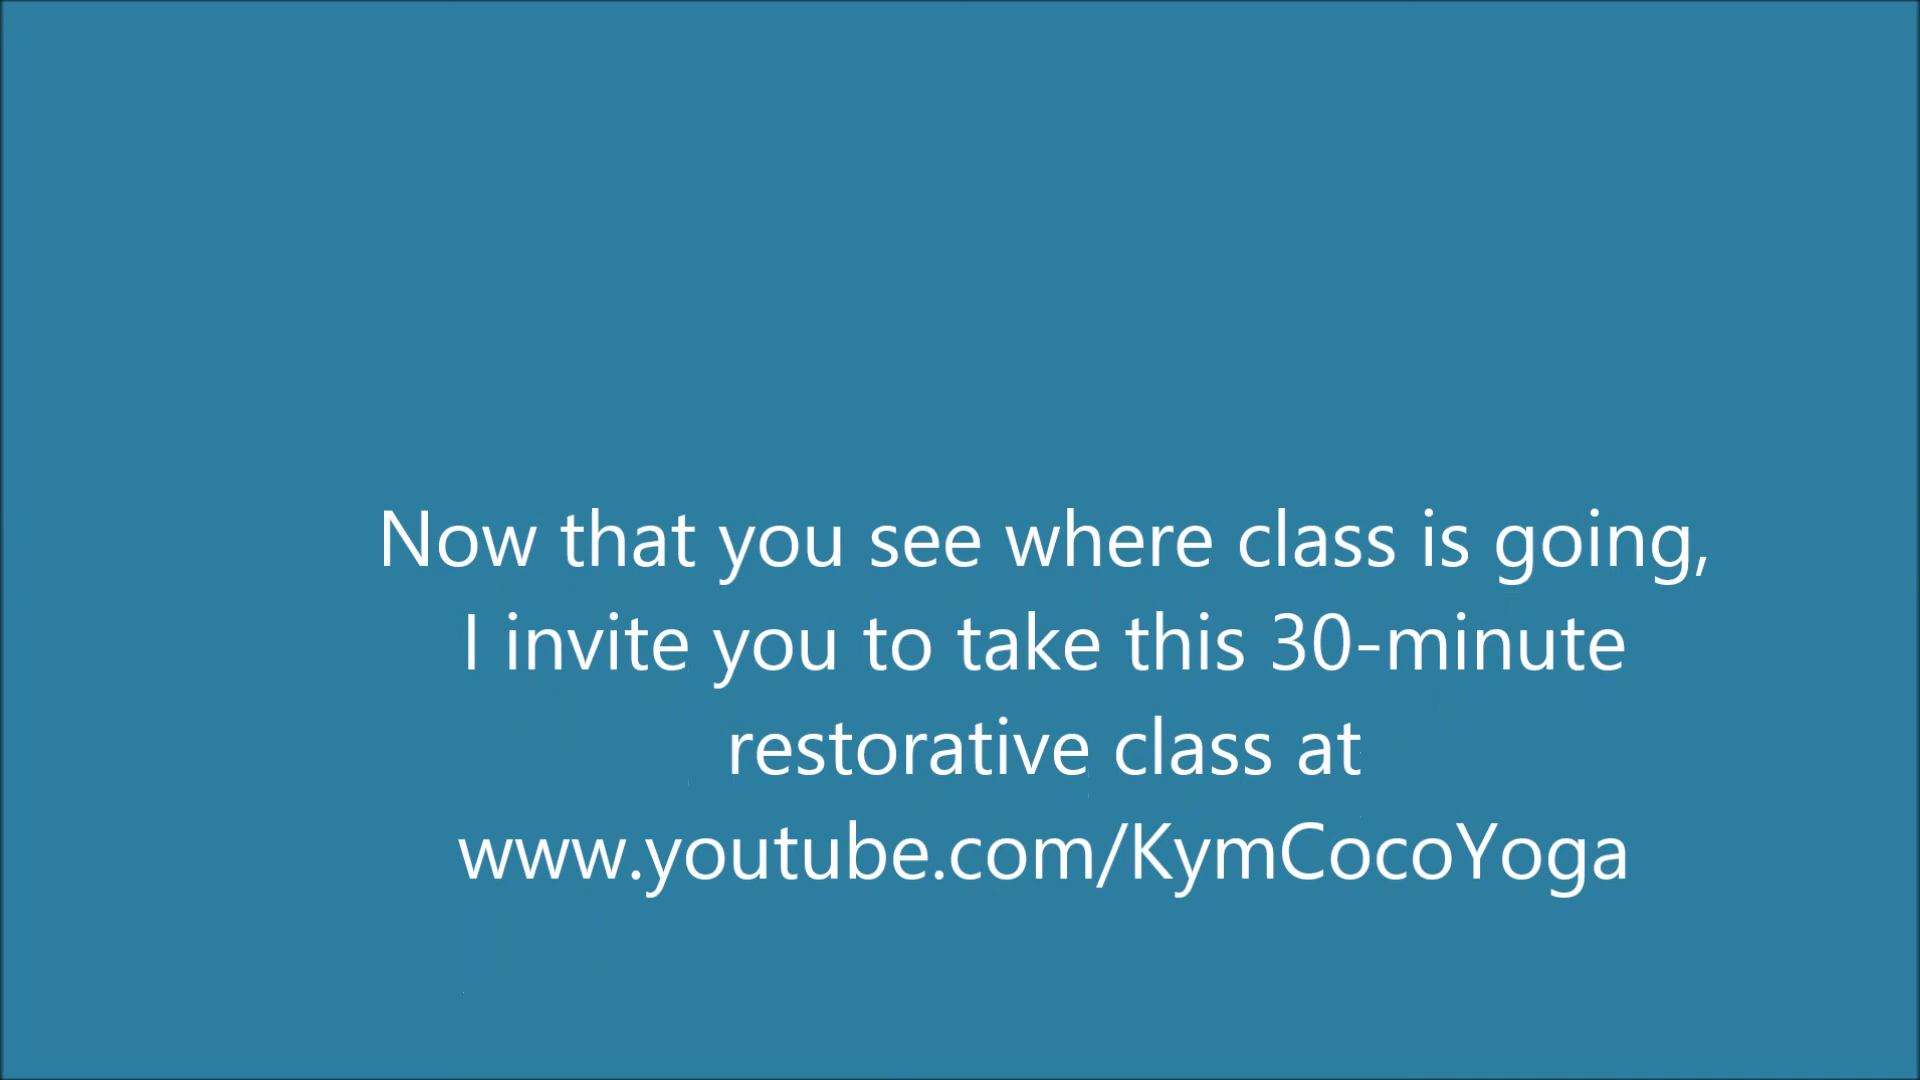 Now that you see where class is going,
I invite you to take this 30-minute
restorative class at
www.youtube.com/KymCocoYoga